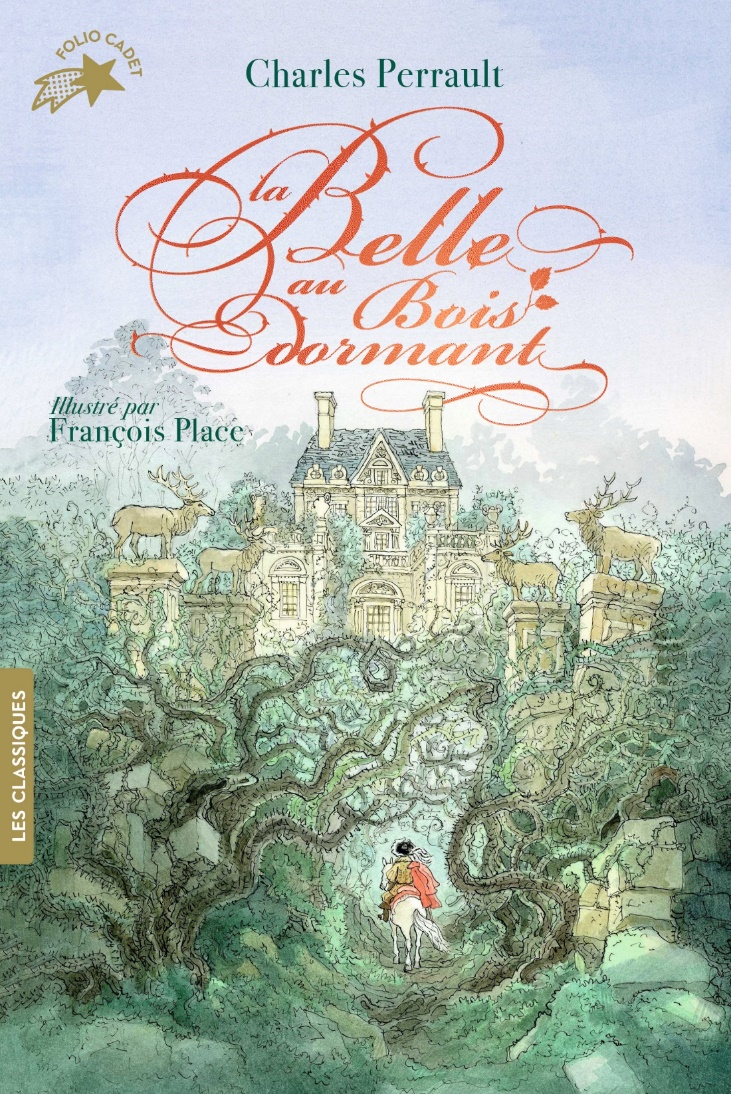 FOLIO CADET
Charles Perrault
la Belle
au Bois
dormant
Illustré par
François Place
LES CLASSIQUES